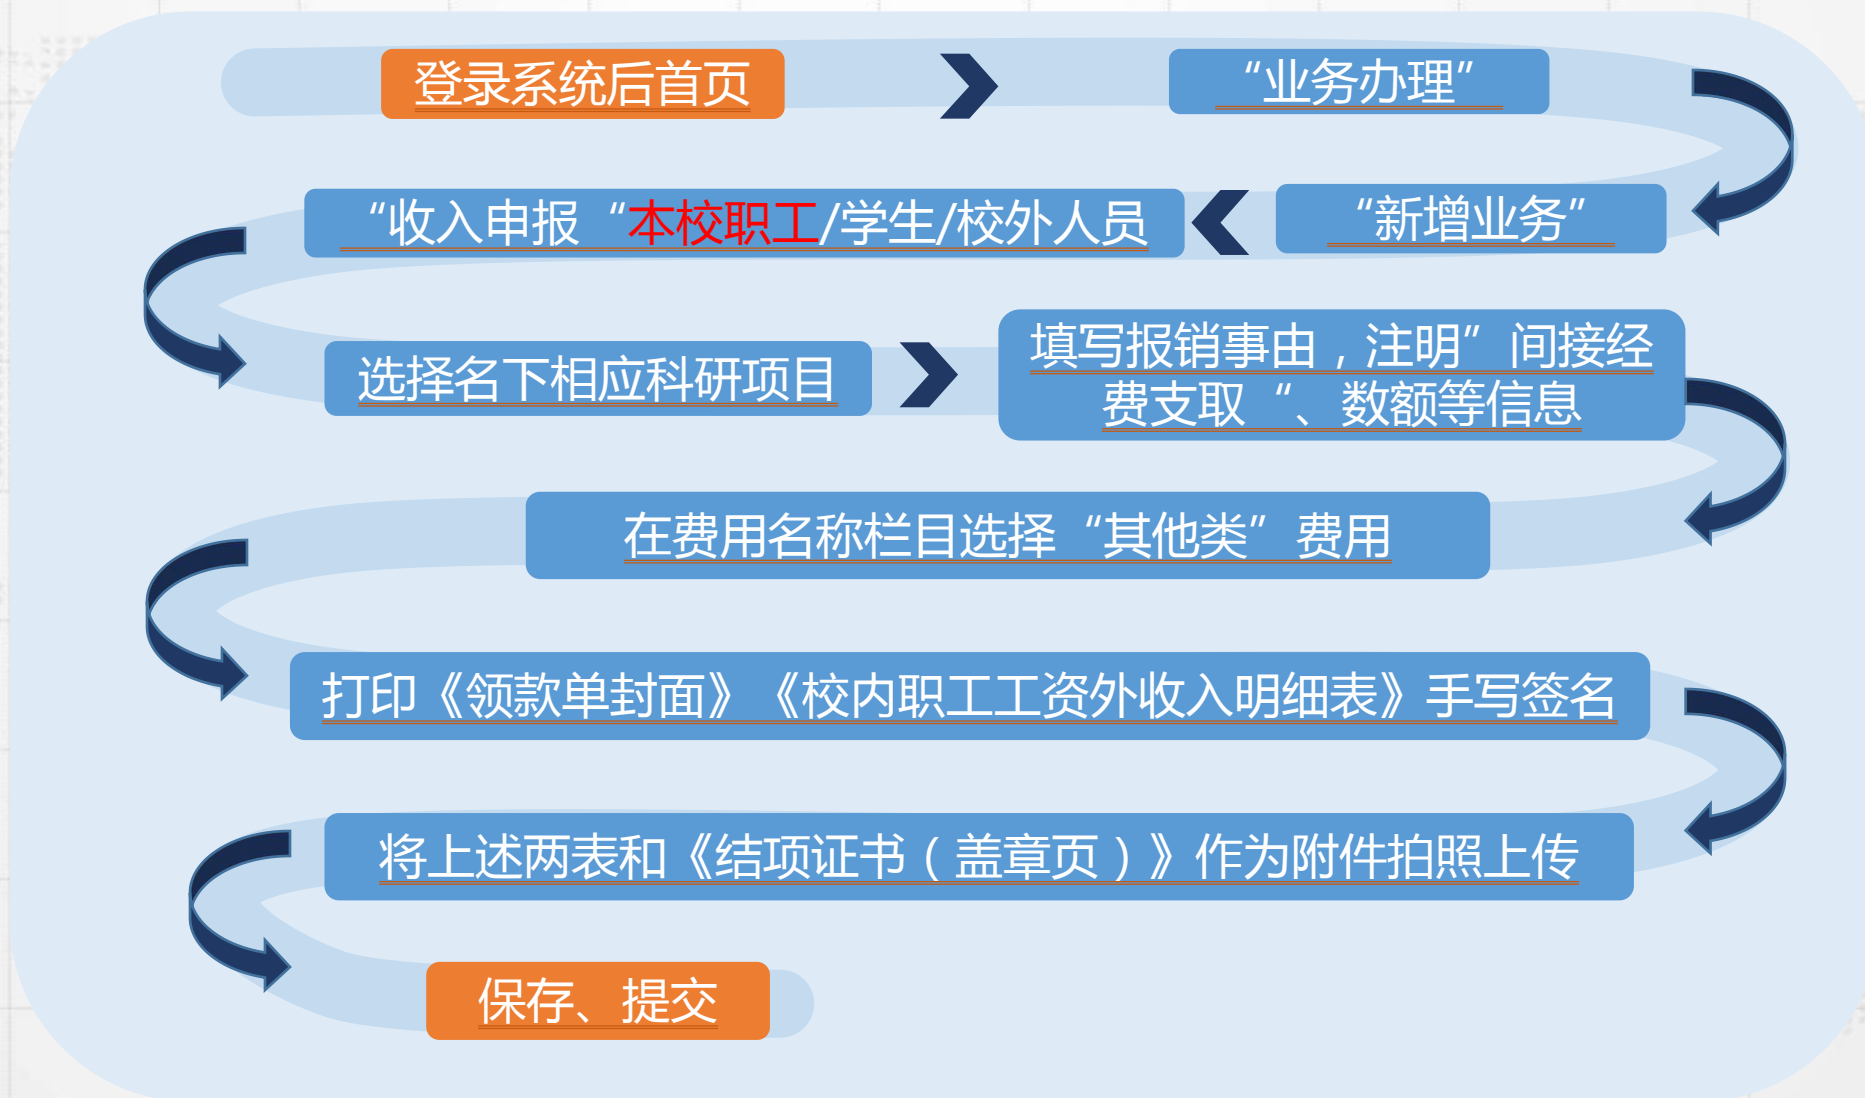 登录系统后首页
“业务办理”
“新增业务”
“收入申报“本校职工/学生/校外人员
选择名下相应科研项目
填写报销事由，注明”间接经
费支取“、数额等信息
在费用名称栏目选择“其他类”费用
打印《领款单封面》《校内职工工资外收入明细表》手写签名
将上述两表和《结项证书（盖章页）》作为附件拍照上传
保存、提交